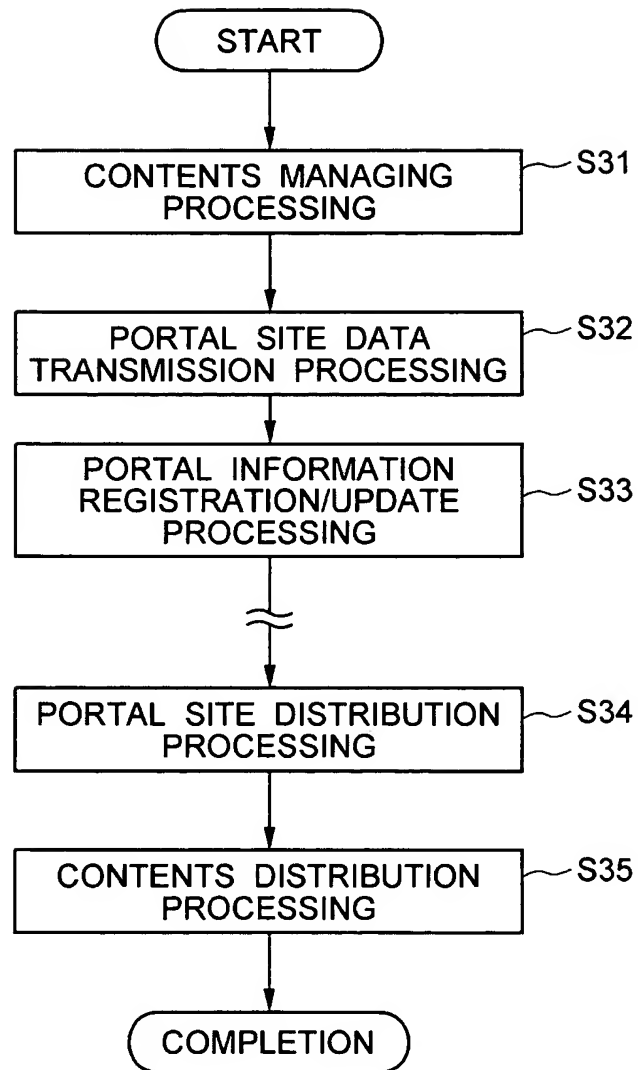 START
CONTENTS MANAGING
PROCESSING
S31
PORTAL SITE DATA
TRANSMISSION PROCESSING
S32
PORTAL INFORMATION
REGISTRATION/UPDATE
PROCESSING
S33
PORTAL SITE DISTRIBUTION
PROCESSING
S34
CONTENTS DISTRIBUTION
PROCESSING
S35
COMPLETION